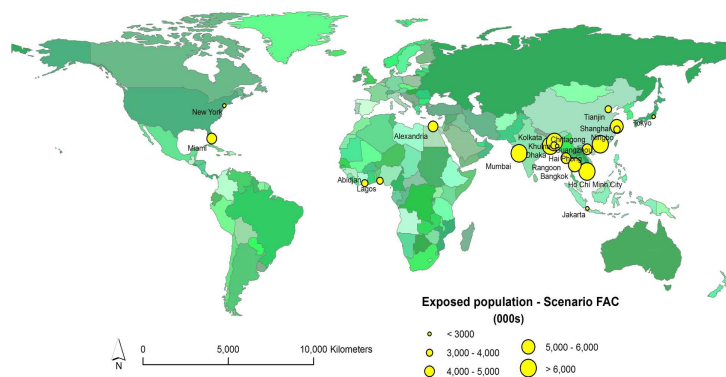 New York
Miami
Alexandria
Abidjan
Lagos
Mumbai
Kolkata
Chittagong
Khulna
Dhaka
Guangzhou
Hai Phong
Rangoon
Bangkok
Ho Chi Minh City
Jakarta
Tianjin
Shanghai
Tokyo
Ningbo
Exposed population - Scenario FAC
(000s)
< 3000
3,000 - 4,000
4,000 - 5,000
5,000 - 6,000
> 6,000
N
0 5,000 10,000 Kilometers